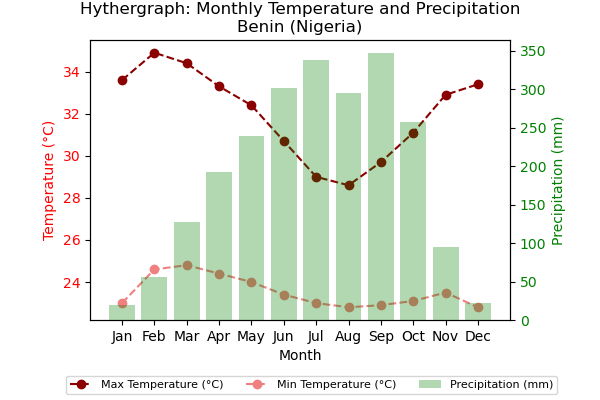 Hythergraph: Monthly Temperature and Precipitation
Benin (Nigeria)
Temperature (°C)
34
32
30
28
26
24
Precipitation (mm)
350
300
250
200
150
100
50
0
Jan Feb Mar Apr May Jun Jul Aug Sep Oct Nov Dec
Month
Max Temperature (°C) Min Temperature (°C) Precipitation (mm)